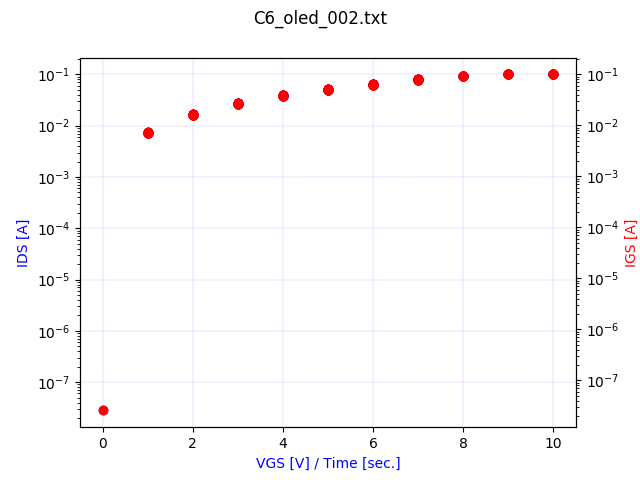 C6_oled_002.txt
10⁻¹
10⁻²
10⁻³
10⁻⁴
10⁻⁵
10⁻⁶
10⁻⁷
IDS [A]
10⁻¹
10⁻²
10⁻³
10⁻⁴
10⁻⁵
10⁻⁶
10⁻⁷
IGS [A]
0 2 4 6 8 10
VGS [V] / Time [sec.]